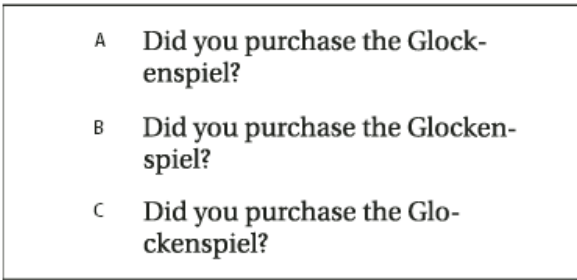 A Did you purchase the Glock-
enspiel?
B Did you purchase the Glocken-
spiel?
C Did you purchase the Glo-
ckenspiel?